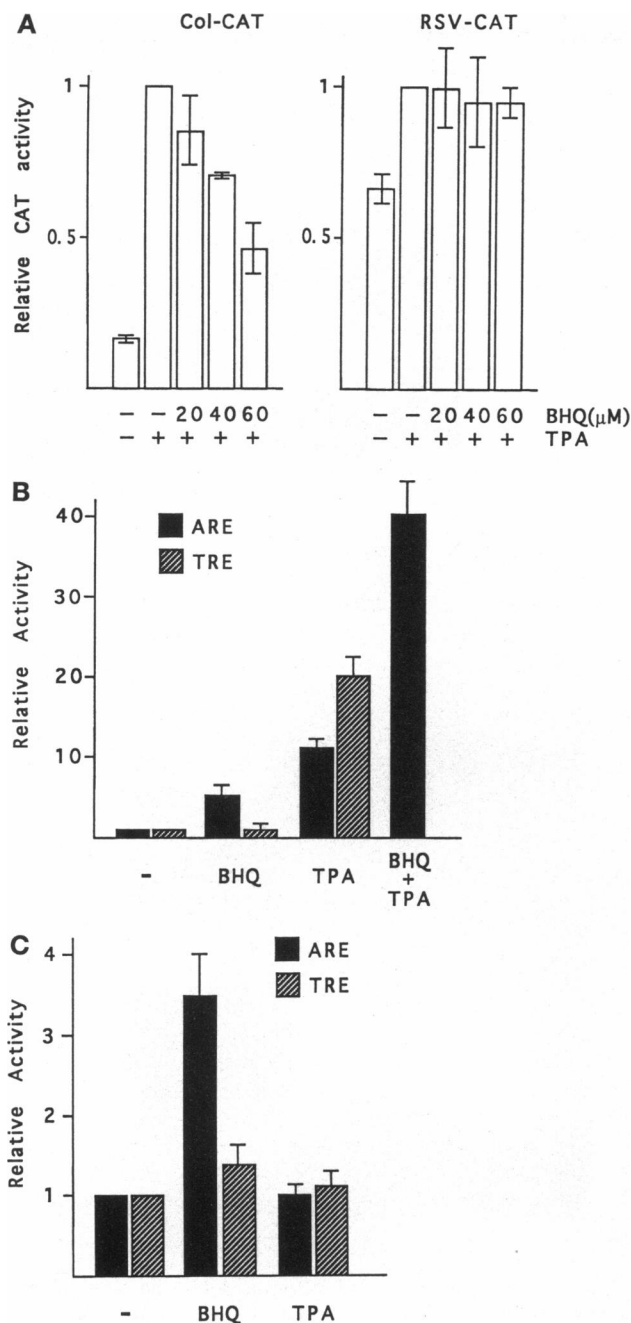 A
Col-CAT
RSV-CAT
Relative CAT activity
1
0.5
1
0.5
− − 20 40 60
− + + + +
− − 20 40 60 BHQ(μM)
− + + + + TPA
B
ARE
TRE
Relative Activity
40
30
20
10
-
BHQ
TPA
BHQ
+
TPA
C
ARE
TRE
Relative Activity
4
3
2
1
-
BHQ
TPA